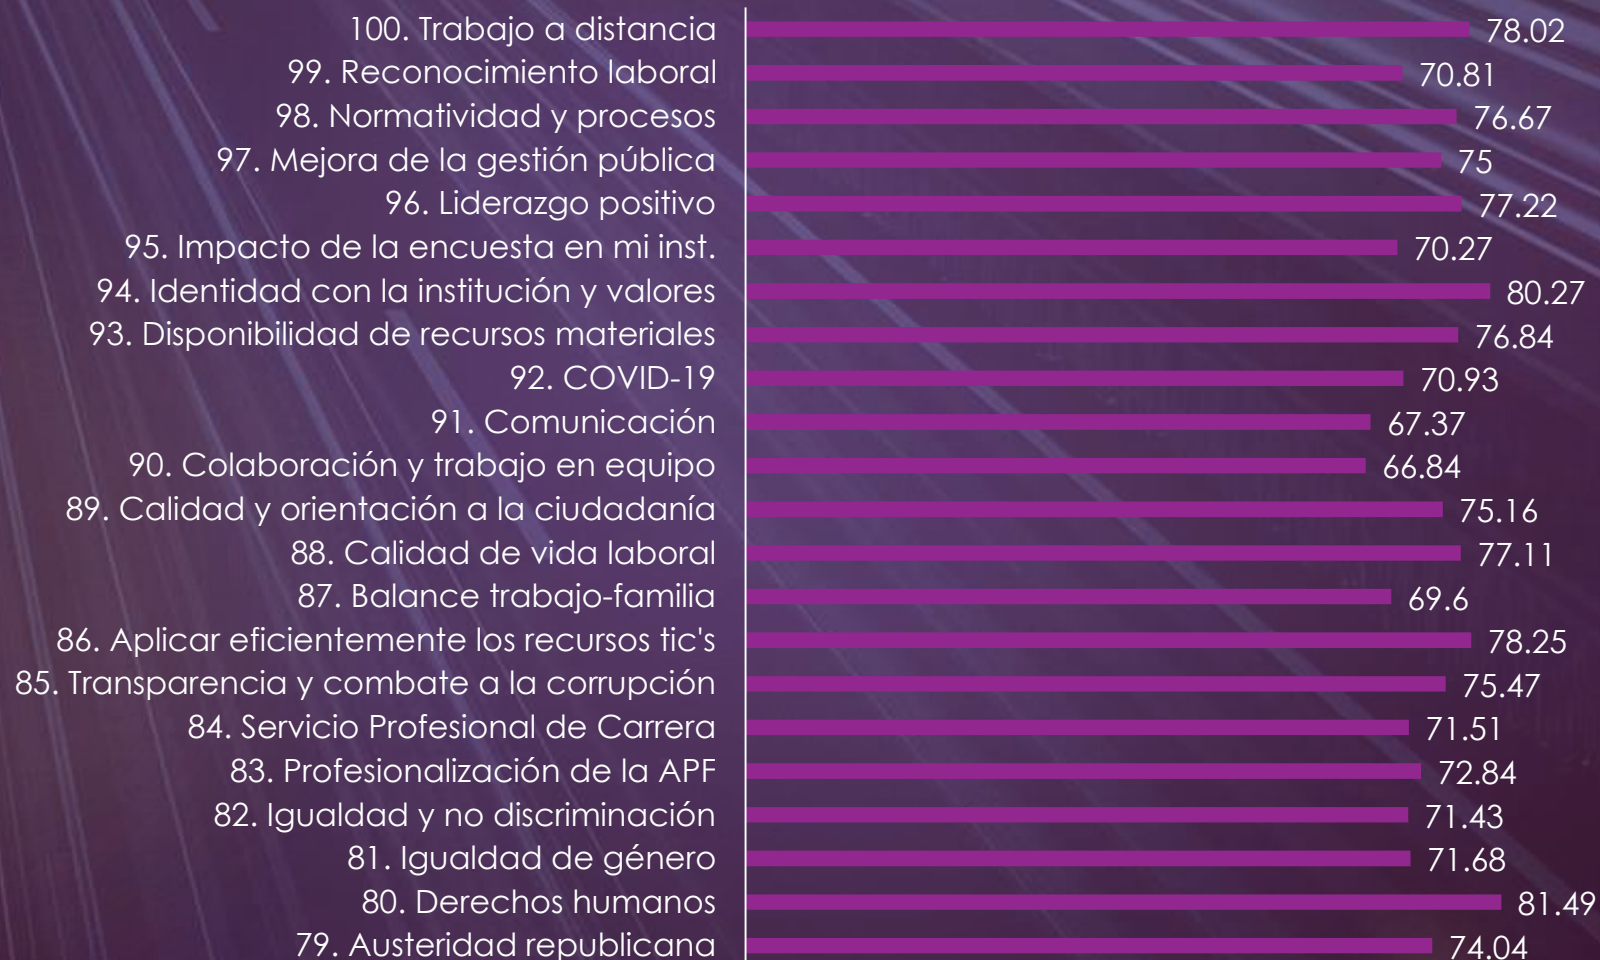 100. Trabajo a distancia 78.02
99. Reconocimiento laboral 70.81
98. Normatividad y procesos 76.67
97. Mejora de la gestión pública 75
96. Liderazgo positivo 77.22
95. Impacto de la encuesta en mi inst. 70.27
94. Identidad con la institución y valores 80.27
93. Disponibilidad de recursos materiales 76.84
92. COVID-19 70.93
91. Comunicación 67.37
90. Colaboración y trabajo en equipo 66.84
89. Calidad y orientación a la ciudadanía 75.16
88. Calidad de vida laboral 77.11
87. Balance trabajo-familia 69.6
86. Aplicar eficientemente los recursos tic's 78.25
85. Transparencia y combate a la corrupción 75.47
84. Servicio Profesional de Carrera 71.51
83. Profesionalización de la APF 72.84
82. Igualdad y no discriminación 71.43
81. Igualdad de género 71.68
80. Derechos humanos 81.49
79. Austeridad republicana 74.04